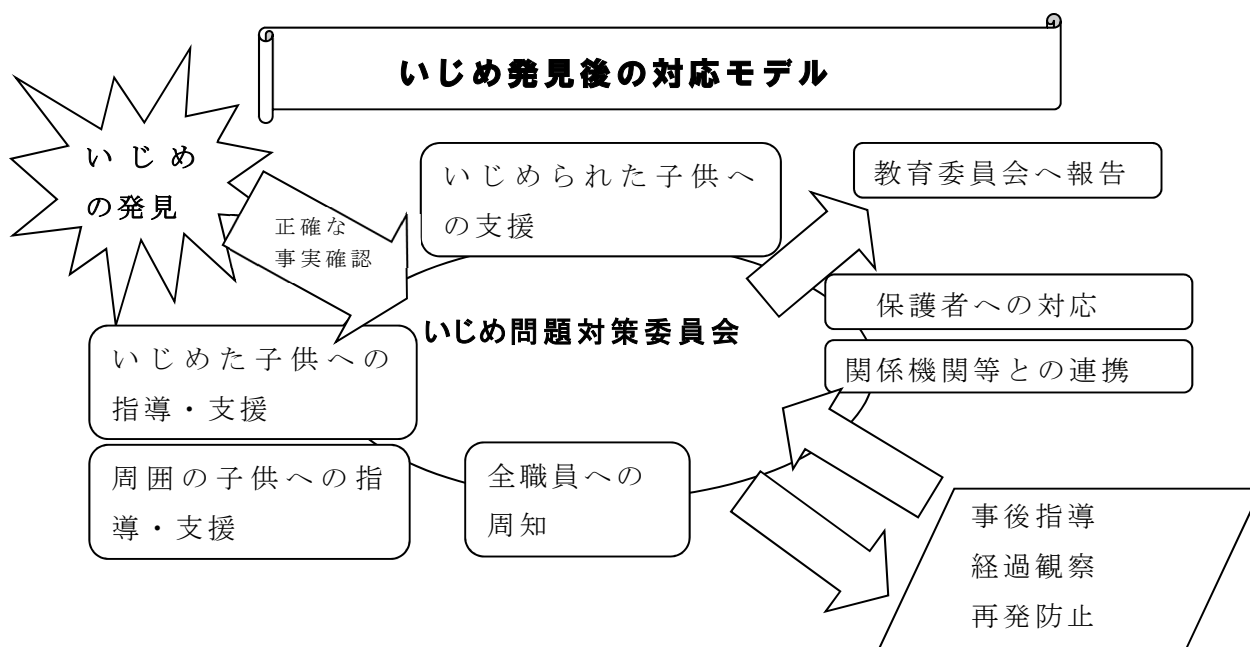 いじめ発見後の対応モデル
いじめ
の発見
正確な
事実確認
いじめられた子供へ
の支援
教育委員会へ報告
保護者への対応
いじめ問題対策委員会
関係機関等との連携
いじめた子供への
指導・支援
周囲の子供への指
導・支援
全職員への
周知
事後指導
経過観察
再発防止